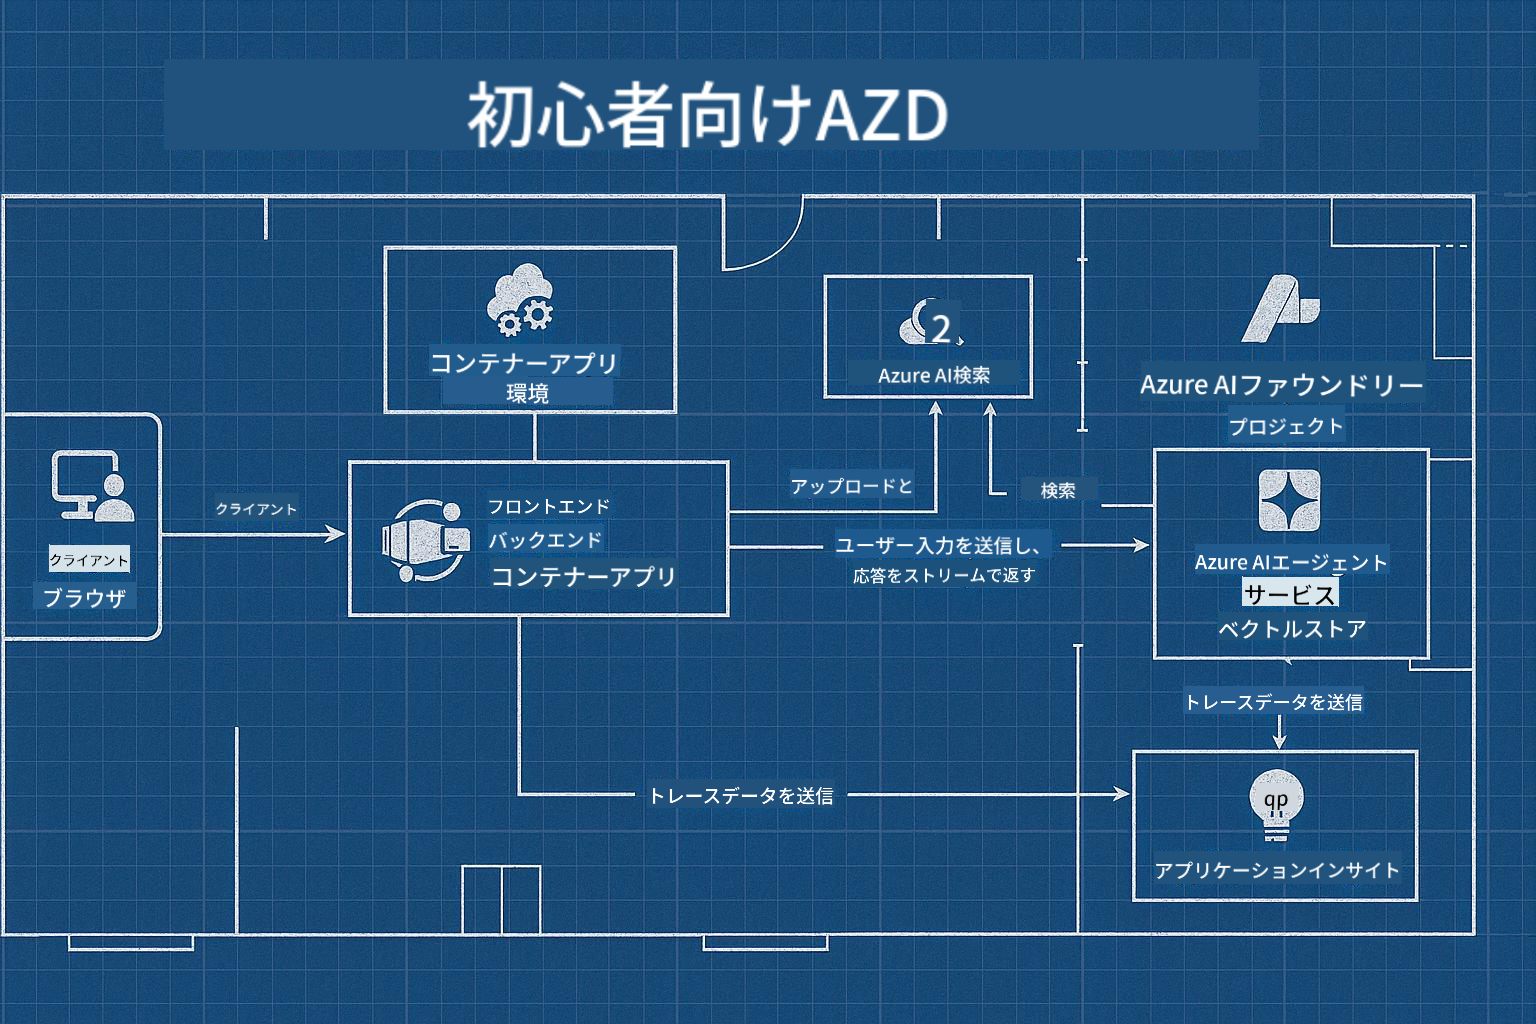 初心者向けAZD
コンテナーアプリ
環境
2
Azure AI検索
Azure AIファウンドリー
プロジェクト
クライアント
ブラウザ
クライアント
フロントエンド
バックエンド
コンテナーアプリ
アップロードと
検索
ユーザー入力を送信し、
応答をストリームで返す
Azure AIエージェント
サービス
ベクトルストア
トレースデータを送信
トレースデータを送信
qp
アプリケーションインサイト